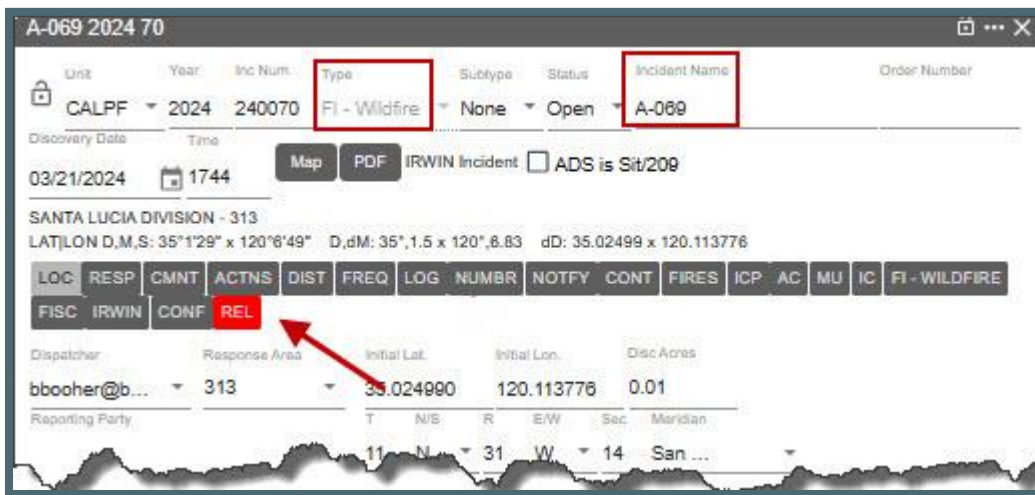 A-069 2024 70
Unit Year Inc Num Type Subtype Status Incident Name Order Number
CALPF 2024 240070 FI - Wildfire None Open A-069
Discovery Date Time
03/21/2024 1744 Map PDF IRWIN Incident ADS is Sit/209
SANTA LUCIA DIVISION - 313
LAT|LON D,M,S: 35°1'29" x 120°6'49" D,dM: 35°,1.5 x 120°,6.83 dD: 35.02499 x 120.113776
LOC RESP CMNT ACTNS DIST FREQ LOG NUMBR NOTFY CONT FIRES ICP AC MU IC FI - WILDFIRE
FISC IRWIN CONF REL
Dispatcher Response Area Initial Lat. Initial Lon. Disc Acres
bbooher@b... 313 35.024990 120.113776 0.01
Reporting Party T N/S R E/W Sec Meridian
11 N 31 W 14 San ...